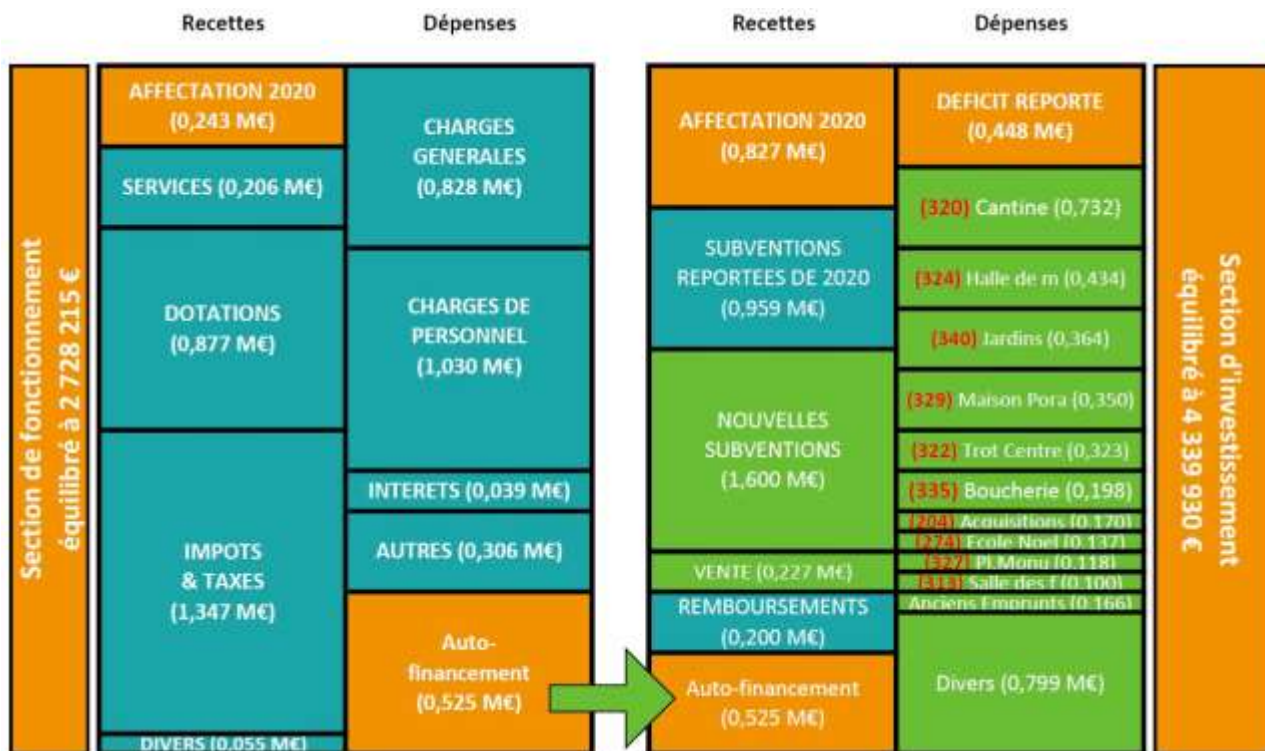 Recettes
Dépenses
Recettes
Dépenses
Section de fonctionnement
équilibré à 2 728 215 €
AFFECTATION 2020
(0,243 M€)
SERVICES (0,206 M€)
DOTATIONS
(0,877 M€)
IMPOTS
& TAXES
(1,347 M€)
DIVERS (0,055 M€)
CHARGES
GENERALES
(0,828 M€)
CHARGES DE
PERSONNEL
(1,030 M€)
INTERETS (0,039 M€)
AUTRES (0,306 M€)
Auto-
financement
(0,525 M€)
AFFECTATION 2020
(0,827 M€)
SUBVENTIONS
REPORTEES DE 2020
(0,959 M€)
NOUVELLES
SUBVENTIONS
(1,600 M€)
VENTE (0,227 M€)
REMBOURSEMENTS
(0,200 M€)
Auto-financement
(0,525 M€)
DEFICIT REPORTE
(0,448 M€)
(320) Cantine (0,732)
(324) Halle de m (0,434)
(340) Jardins (0,364)
(329) Maison Pora (0,350)
(322) Trot Centre (0,323)
(335) Boucherie (0,198)
(204) Acquisitions (0.170)
(274) Ecole Noel (0.137)
(327) Pl.Monu (0.118)
(313) Salle des f (0.100)
Anciens Emprunts (0.166)
Divers (0,799 M€)
Section d'investissement
équilibré à 4 339 930 €